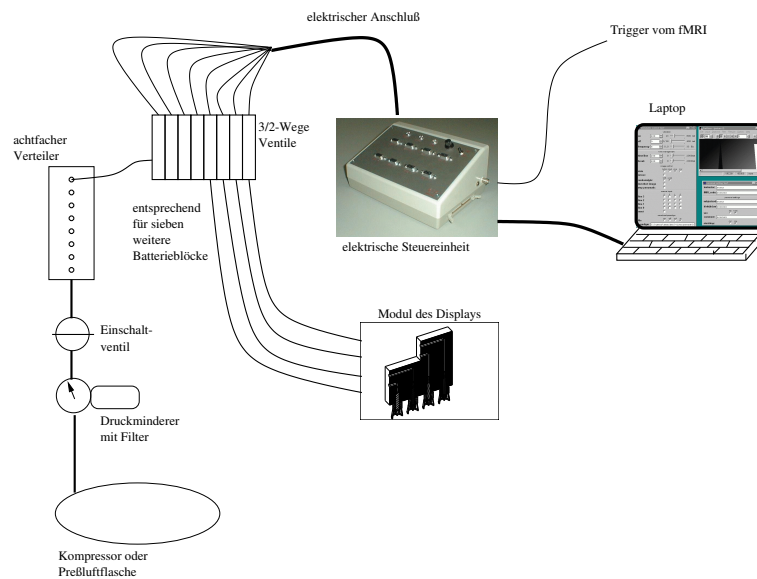 elektrischer Anschluß
Trigger vom fMRI
Laptop
3/2-Wege
Ventile
achtfacher
Verteiler
entsprechend
für sieben
weitere
Batterieblöcke
elektrische Steuereinheit
Modul des Displays
Einschalt-
ventil
Druckminderer
mit Filter
Kompressor oder
Preßluftflasche